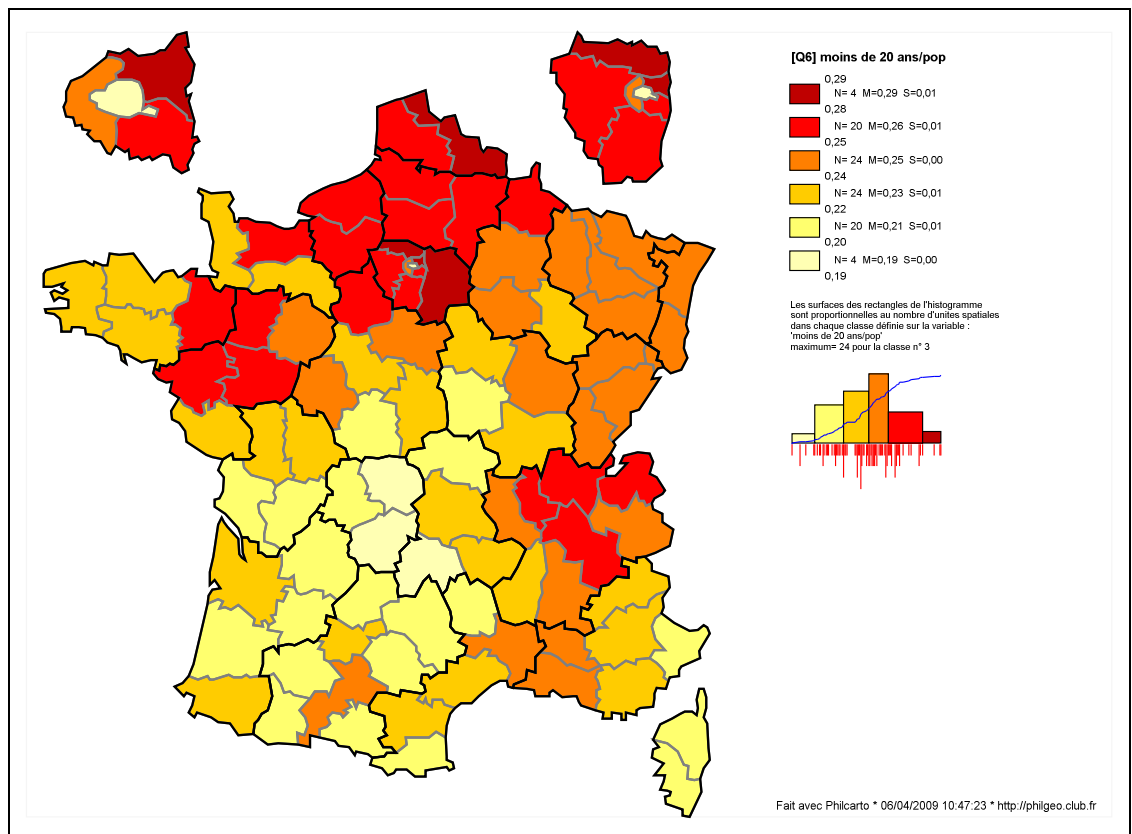 [Q6] moins de 20 ans/pop
0,29
N= 4 M=0,29 S=0,01
0,28
N= 20 M=0,26 S=0,01
0,25
N= 24 M=0,25 S=0,00
0,24
N= 24 M=0,23 S=0,01
0,22
N= 20 M=0,21 S=0,01
0,20
N= 4 M=0,19 S=0,00
0,19
Les surfaces des rectangles de l'histogramme
sont proportionnelles au nombre d'unites spatiales
dans chaque classe définie sur la variable :
'moins de 20 ans/pop'
maximum= 24 pour la classe n° 3
Fait avec Philcarto * 06/04/2009 10:47:23 * http://philgeo.club.fr